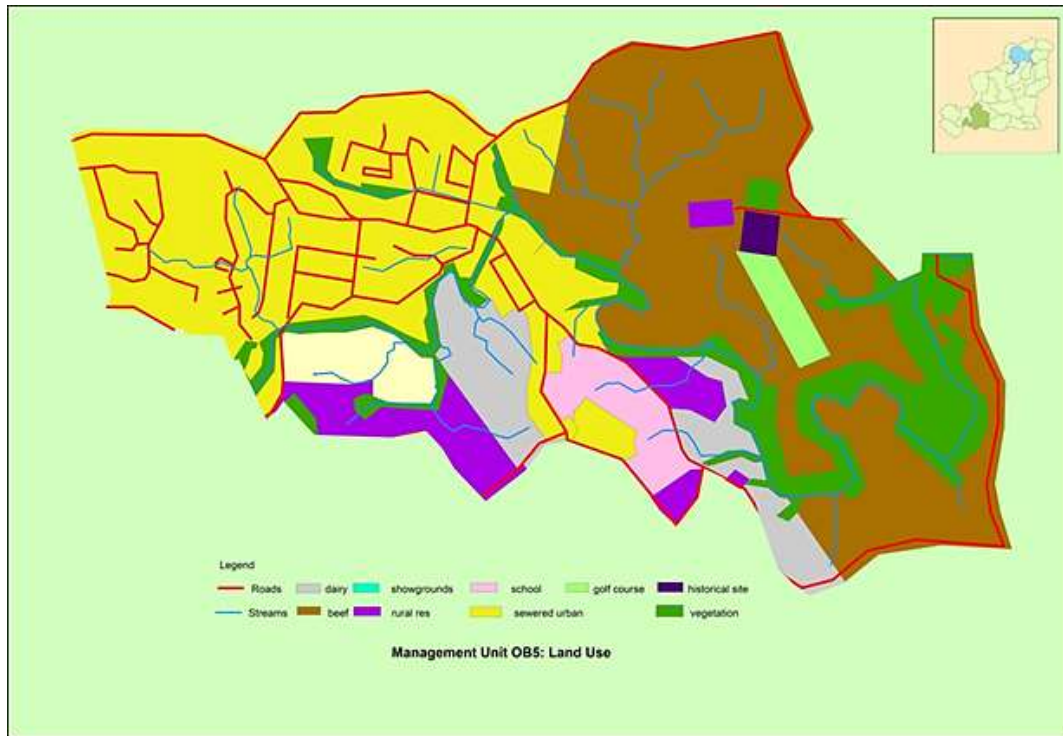 Legend
Roads dairy showgrounds school golf course historical site
Streams beef rural res sewered urban vegetation
Management Unit OB5: Land Use